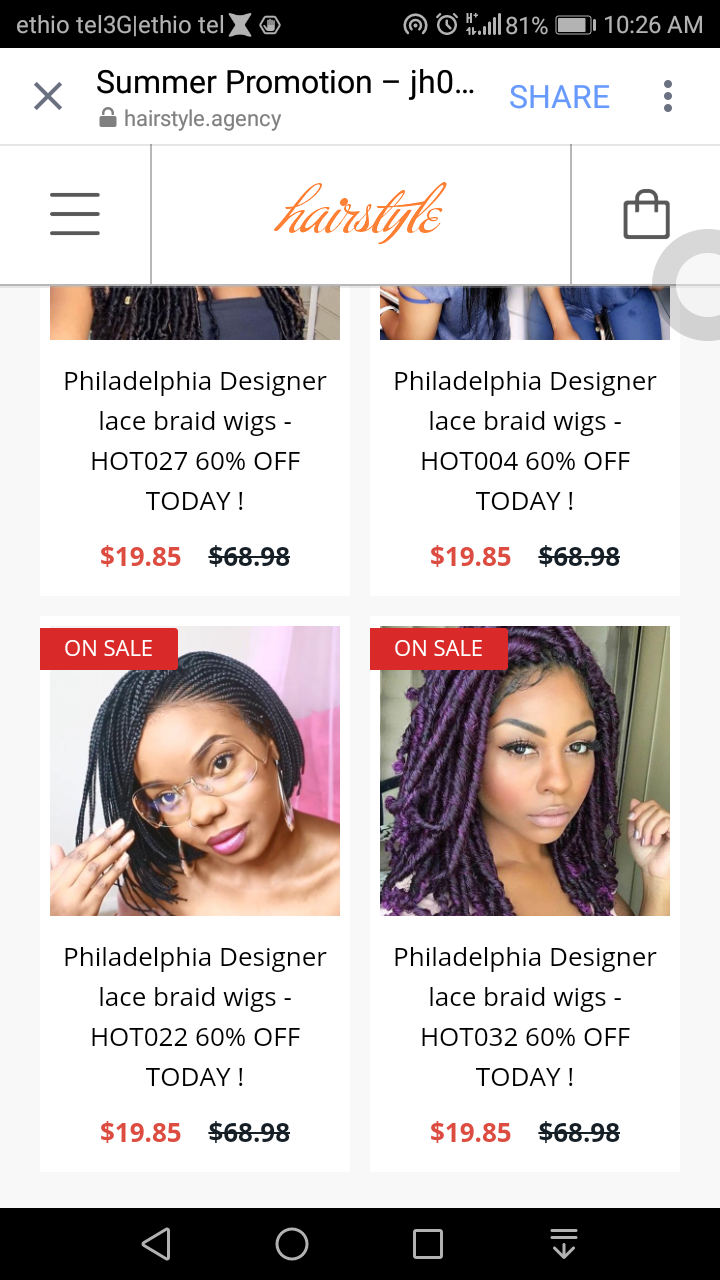 ethio tel3G|ethio tel 81% 10:26 AM
Summer Promotion – jh0...
hairstyle.agency
SHARE
hairstyle
Philadelphia Designer
lace braid wigs -
HOT027 60% OFF
TODAY !
$19.85 $68.98
Philadelphia Designer
lace braid wigs -
HOT004 60% OFF
TODAY !
$19.85 $68.98
ON SALE
Philadelphia Designer
lace braid wigs -
HOT022 60% OFF
TODAY !
$19.85 $68.98
ON SALE
Philadelphia Designer
lace braid wigs -
HOT032 60% OFF
TODAY !
$19.85 $68.98